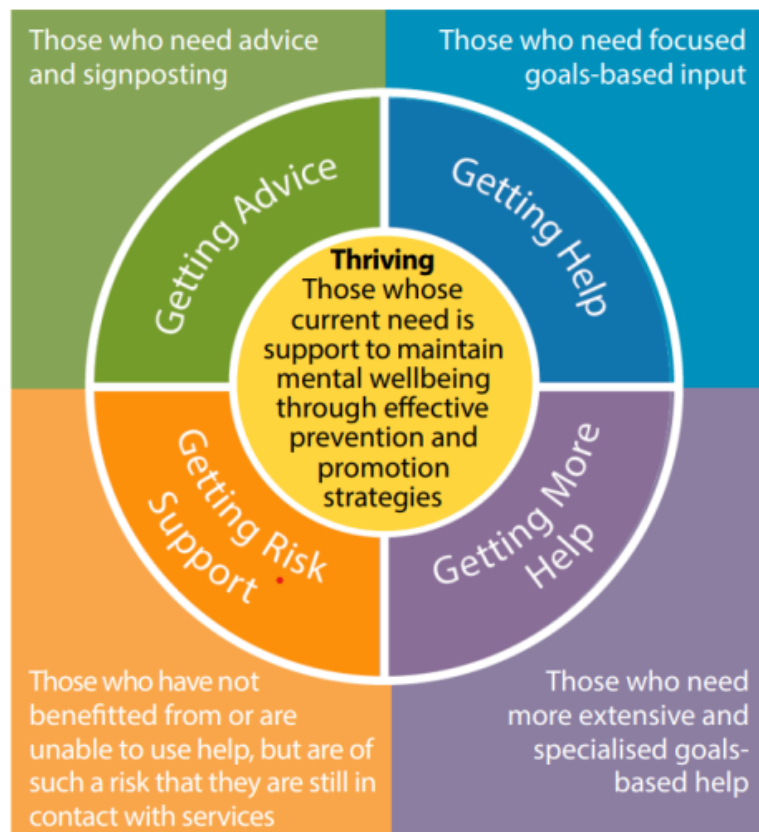 Those who need advice
and signposting
Those who need focused
goals-based input
Getting Advice
Getting Help
Thriving
Those whose
current need is
support to maintain
mental wellbeing
through effective
prevention and
promotion
strategies
Getting Risk
Support
Getting More
Help
Those who have not
benefitted from or are
unable to use help, but are of
such a risk that they are still in
contact with services
Those who need
more extensive and
specialised goals-
based help